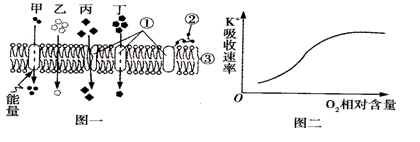 甲 乙 丙 丁 ① ②
③
能量
图一
K⁺
吸收
速率
O
O₂相对含量
图二